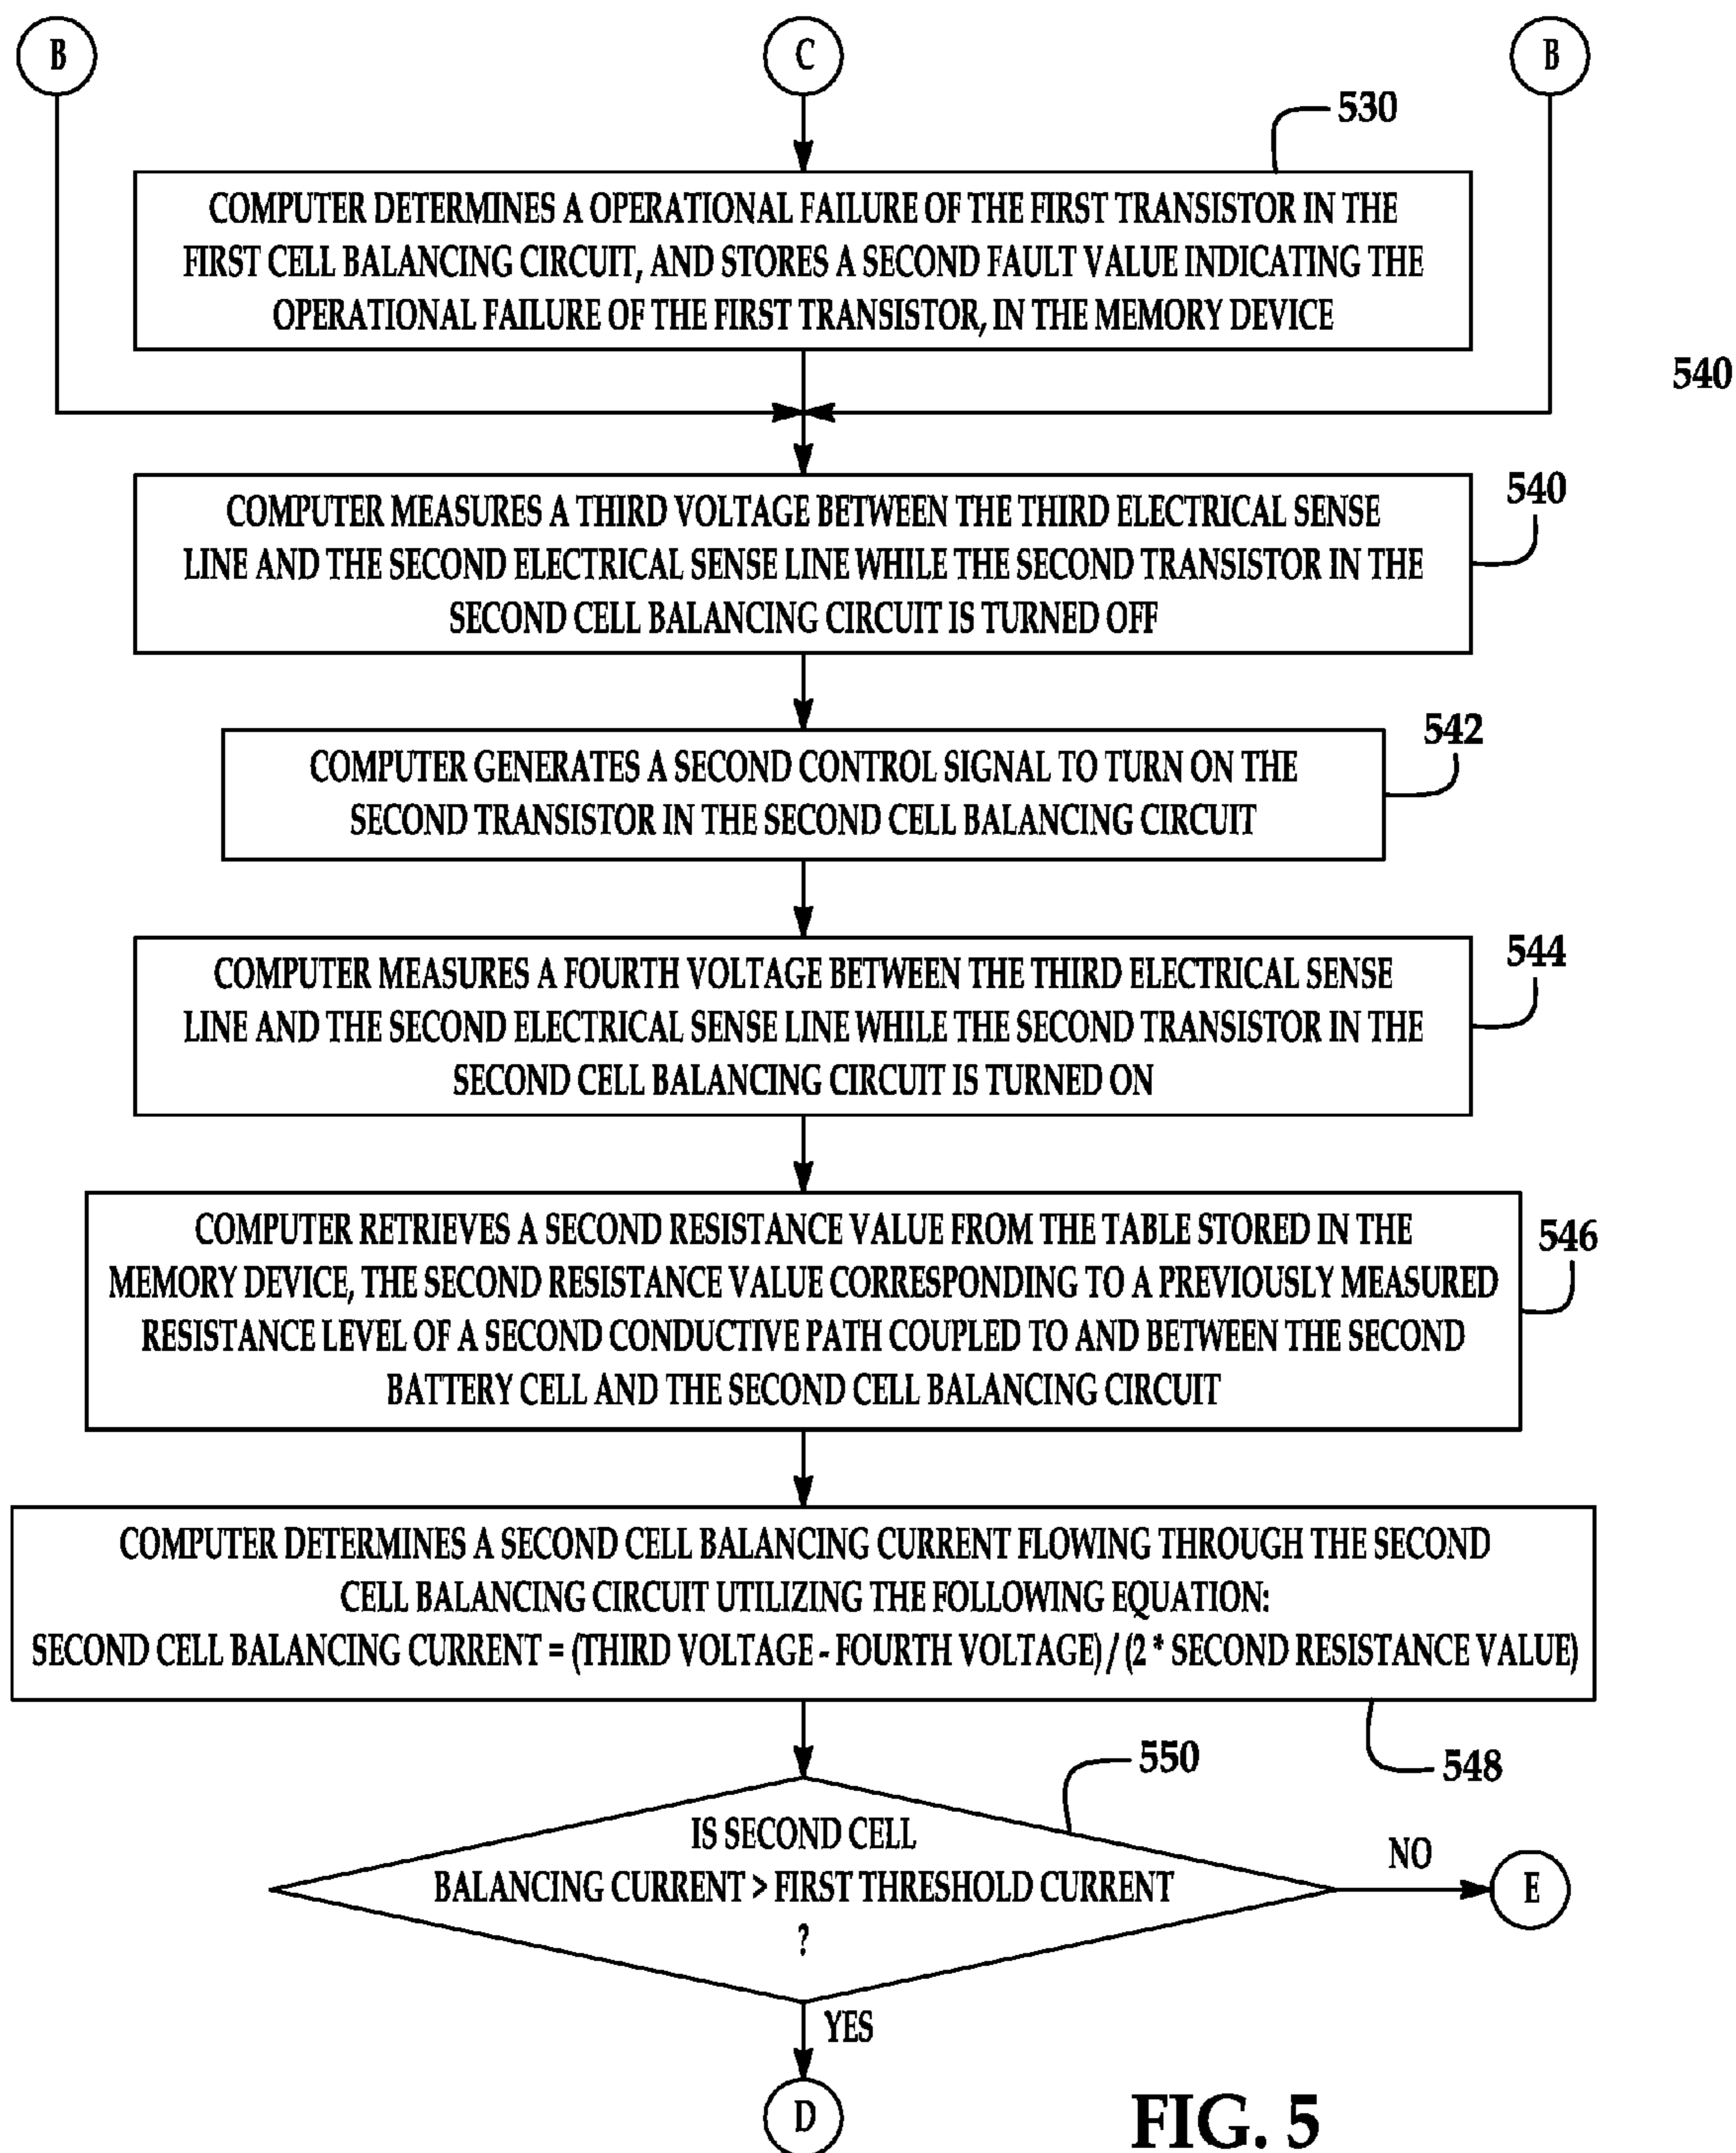 B
C
B
530
COMPUTER DETERMINES A OPERATIONAL FAILURE OF THE FIRST TRANSISTOR IN THE
FIRST CELL BALANCING CIRCUIT, AND STORES A SECOND FAULT VALUE INDICATING THE
OPERATIONAL FAILURE OF THE FIRST TRANSISTOR, IN THE MEMORY DEVICE
540
540
COMPUTER MEASURES A THIRD VOLTAGE BETWEEN THE THIRD ELECTRICAL SENSE
LINE AND THE SECOND ELECTRICAL SENSE LINE WHILE THE SECOND TRANSISTOR IN THE
SECOND CELL BALANCING CIRCUIT IS TURNED OFF
542
COMPUTER GENERATES A SECOND CONTROL SIGNAL TO TURN ON THE
SECOND TRANSISTOR IN THE SECOND CELL BALANCING CIRCUIT
544
COMPUTER MEASURES A FOURTH VOLTAGE BETWEEN THE THIRD ELECTRICAL SENSE
LINE AND THE SECOND ELECTRICAL SENSE LINE WHILE THE SECOND TRANSISTOR IN THE
SECOND CELL BALANCING CIRCUIT IS TURNED ON
546
COMPUTER RETRIEVES A SECOND RESISTANCE VALUE FROM THE TABLE STORED IN THE
MEMORY DEVICE, THE SECOND RESISTANCE VALUE CORRESPONDING TO A PREVIOUSLY MEASURED
RESISTANCE LEVEL OF A SECOND CONDUCTIVE PATH COUPLED TO AND BETWEEN THE SECOND
BATTERY CELL AND THE SECOND CELL BALANCING CIRCUIT
COMPUTER DETERMINES A SECOND CELL BALANCING CURRENT FLOWING THROUGH THE SECOND
CELL BALANCING CIRCUIT UTILIZING THE FOLLOWING EQUATION:
SECOND CELL BALANCING CURRENT = (THIRD VOLTAGE - FOURTH VOLTAGE) / (2 * SECOND RESISTANCE VALUE)
548
550
IS SECOND CELL
BALANCING CURRENT > FIRST THRESHOLD CURRENT
?
NO
E
YES
D
FIG. 5